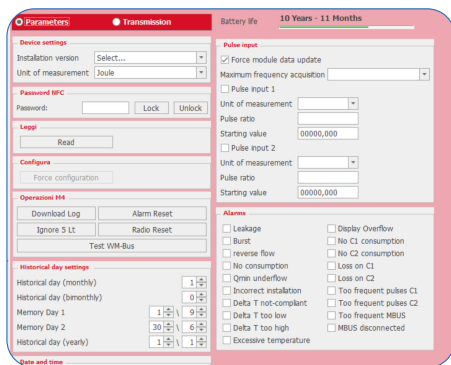 Parameters Transmission Battery life 10 Years - 11 Months
Device settings
Installation version Select...
Unit of measurement Joule
Password NFC
Password: Lock Unlock
Leggi
Read
Configura
Force configuration
Operazioni M4
Download Log Alarm Reset
Ignore 5 Lt Radio Reset
Test WM-Bus
Historical day settings
Historical day (monthly) 1
Historical day (bimonthly) 0
Memory Day 1 1 \ 9
Memory Day 2 30 \ 6
Historical day (yearly) 1 \ 1
Date and time
Pulse input
Force module data update
Maximum frequency acquisition
Pulse input 1
Unit of measurement
Pulse ratio
Starting value 00000,000
Pulse input 2
Unit of measurement
Pulse ratio
Starting value 00000,000
Alarms
Leakage Display Overflow
Burst No C1 consumption
reverse flow No C2 consumption
No consumption Loss on C1
Qmin underflow Loss on C2
Incorrect installation Too frequent pulses C1
Delta T not-compliant Too frequent pulses C2
Delta T too low Too frequent MBUS
Delta T too high MBUS disconnected
Excessive temperature